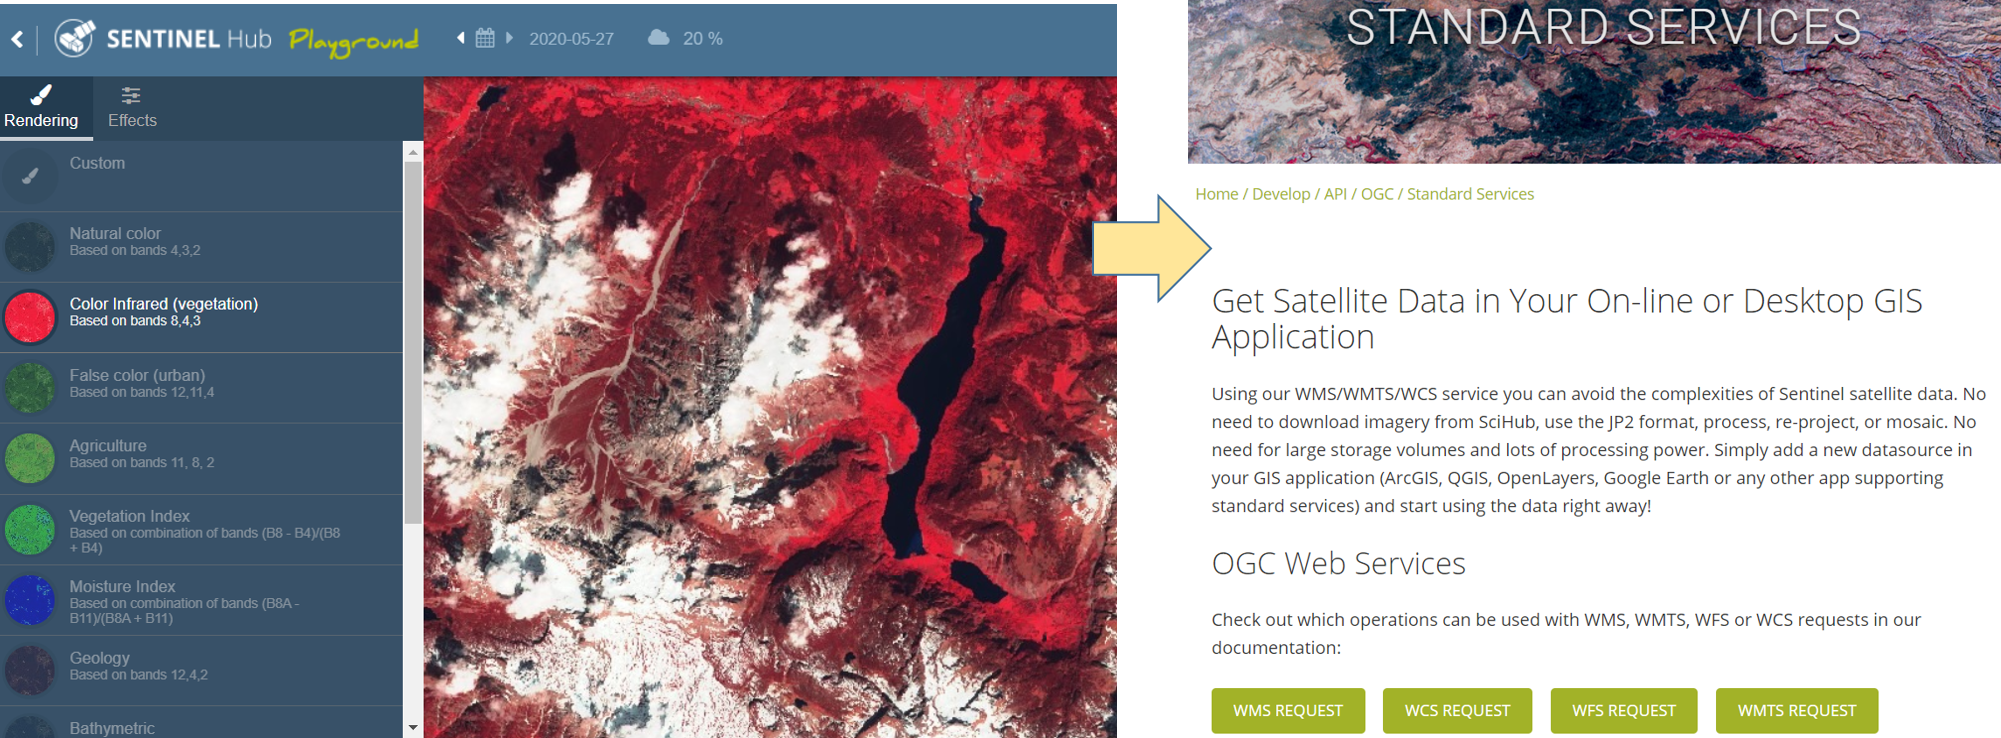 SENTINEL Hub Playground
2020-05-27
20 %
Rendering
Effects
Custom
Natural color
Based on bands 4,3,2
Color Infrared (vegetation)
Based on bands 8,4,3
False color (urban)
Based on bands 12,11,4
Agriculture
Based on bands 11, 8, 2
Vegetation Index
Based on combination of bands (B8 - B4)/(B8
+ B4)
Moisture Index
Based on combination of bands (B8A -
B11)/(B8A + B11)
Geology
Based on bands 12,4,2
Bathymetric
STANDARD SERVICES
Home / Develop / API / OGC / Standard Services
Get Satellite Data in Your On-line or Desktop GIS
Application
Using our WMS/WMTS/WCS service you can avoid the complexities of Sentinel satellite data. No
need to download imagery from SciHub, use the JP2 format, process, re-project, or mosaic. No
need for large storage volumes and lots of processing power. Simply add a new datasource in
your GIS application (ArcGIS, QGIS, OpenLayers, Google Earth or any other app supporting
standard services) and start using the data right away!
OGC Web Services
Check out which operations can be used with WMS, WMTS, WFS or WCS requests in our
documentation:
WMS REQUEST
WCS REQUEST
WFS REQUEST
WMTS REQUEST